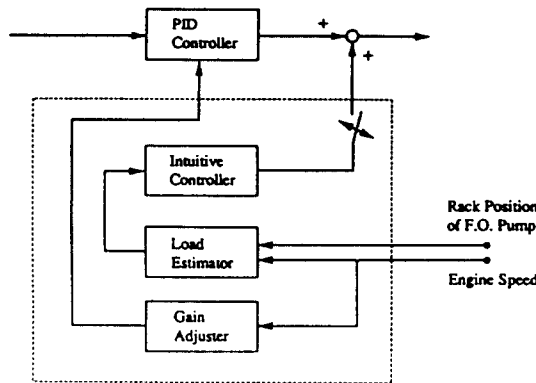 PID
Controller
+
+
Intuitive
Controller
Rack Position
of F.O. Pump
Load
Estimator
Engine Speed
Gain
Adjuster